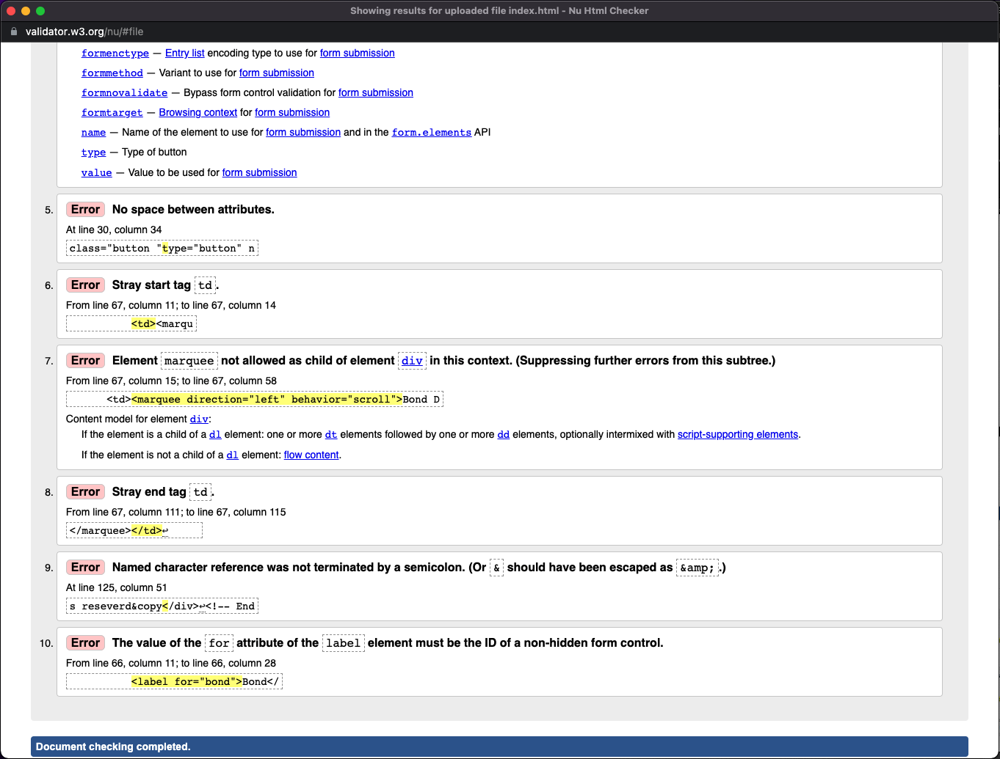 Showing results for uploaded file index.html - Nu Html Checker
validator.w3.org/nu/#file
formenctype — Entry list encoding type to use for form submission
formmethod — Variant to use for form submission
formnovalidate — Bypass form control validation for form submission
formtarget — Browsing context for form submission
name — Name of the element to use for form submission and in the form.elements API
type — Type of button
value — Value to be used for form submission
5. Error No space between attributes.
At line 30, column 34
class="button "type="button" n
6. Error Stray start tag td.
From line 67, column 11; to line 67, column 14
<td><marqu
7. Error Element marquee not allowed as child of element div in this context. (Suppressing further errors from this subtree.)
From line 67, column 15; to line 67, column 58
<td><marquee direction="left" behavior="scroll">Bond D
Content model for element div:
If the element is a child of a dl element: one or more dt elements followed by one or more dd elements, optionally intermixed with script-supporting elements.
If the element is not a child of a dl element: flow content.
8. Error Stray end tag td.
From line 67, column 111; to line 67, column 115
</marquee></td>↩
9. Error Named character reference was not terminated by a semicolon. (Or & should have been escaped as &amp;.)
At line 125, column 51
s reseverd&copy</div>↩<!-- End
10. Error The value of the for attribute of the label element must be the ID of a non-hidden form control.
From line 66, column 11; to line 66, column 28
<label for="bond">Bond</
Document checking completed.